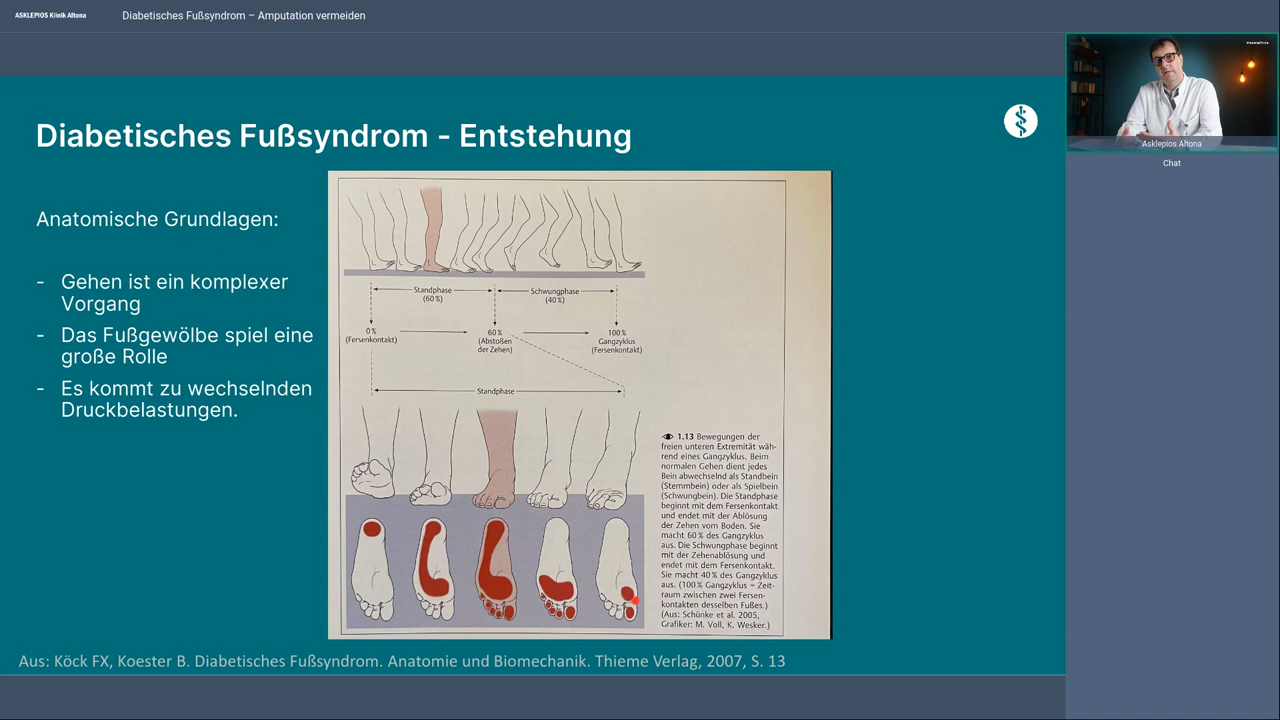 ASKLEPIOS Klinik Altona
Diabetisches Fußsyndrom – Amputation vermeiden
Asklepios Altona
Chat
Diabetisches Fußsyndrom - Entstehung
Anatomische Grundlagen:
- Gehen ist ein komplexer
Vorgang
- Das Fußgewölbe spiel eine
große Rolle
- Es kommt zu wechselnden
Druckbelastungen.
Standphase
(60%)
Schwungphase
(40%)
0%
(Fersenkontakt)
60%
(Abstoßen
der Zehen)
100%
Gangzyklus
(Fersenkontakt)
Standphase
1.13 Bewegungen der
freien unteren Extremität wäh-
rend eines Gangzyklus. Beim
normalen Gehen dient jedes
Bein abwechselnd als Standbein
(Stemmbein) oder als Spielbein
(Schwungbein). Die Standphase
beginnt mit dem Fersenkontakt
und endet mit der Ablösung
der Zehen vom Boden. Sie
macht 60% des Gangzyklus
aus. Die Schwungphase beginnt
mit der Zehenablösung und
endet mit dem Fersenkontakt.
Sie macht 40% des Gangzyklus
aus. (100% Gangzyklus = Zeit-
raum zwischen zwei Fersen-
kontakten desselben Fußes.)
(Aus: Schünke et al. 2005,
Grafiker: M. Voll, K. Wesker.)
Aus: Köck FX, Koester B. Diabetisches Fußsyndrom. Anatomie und Biomechanik. Thieme Verlag, 2007, S. 13